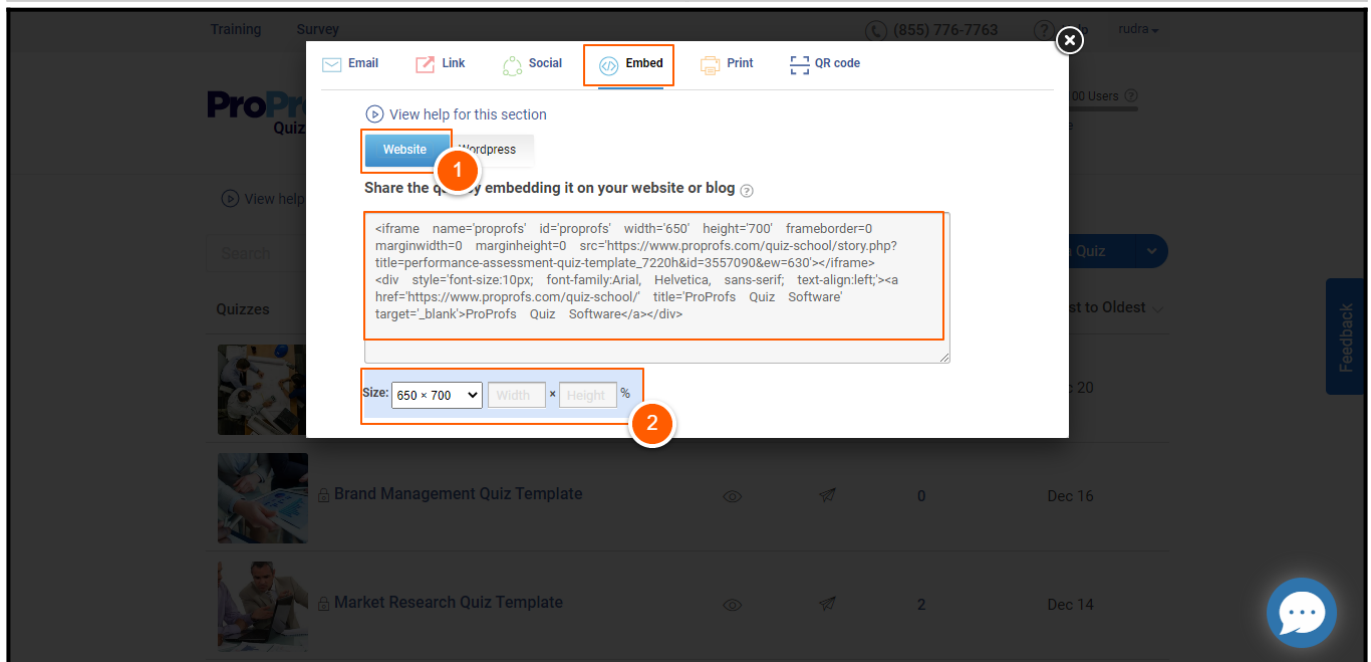 Training Survey (855) 776-7763 rudra
Email Link Social Embed Print QR code
ProPr
Quiz
00 Users
View help for this section
Website Wordpress
1
View help
Share the by embedding it on your website or blog
<iframe name='proprofs' id='proprofs' width='650' height='700' frameborder=0
marginwidth=0 marginheight=0 src='https://www.proprofs.com/quiz-school/story.php?
title=performance-assessment-quiz-template_7220h&id=3557090&ew=630'></iframe>
<div style='font-size:10px; font-family:Arial, Helvetica, sans-serif; text-align:left;'><a
href='https://www.proprofs.com/quiz-school/' title='ProProfs Quiz Software'
target='_blank'>ProProfs Quiz Software</a></div>
Search
Quiz
Quizzes
st to Oldest
Feedback
Size: 650 × 700 Width × Height %
2
20
Brand Management Quiz Template 0 Dec 16
Market Research Quiz Template 2 Dec 14